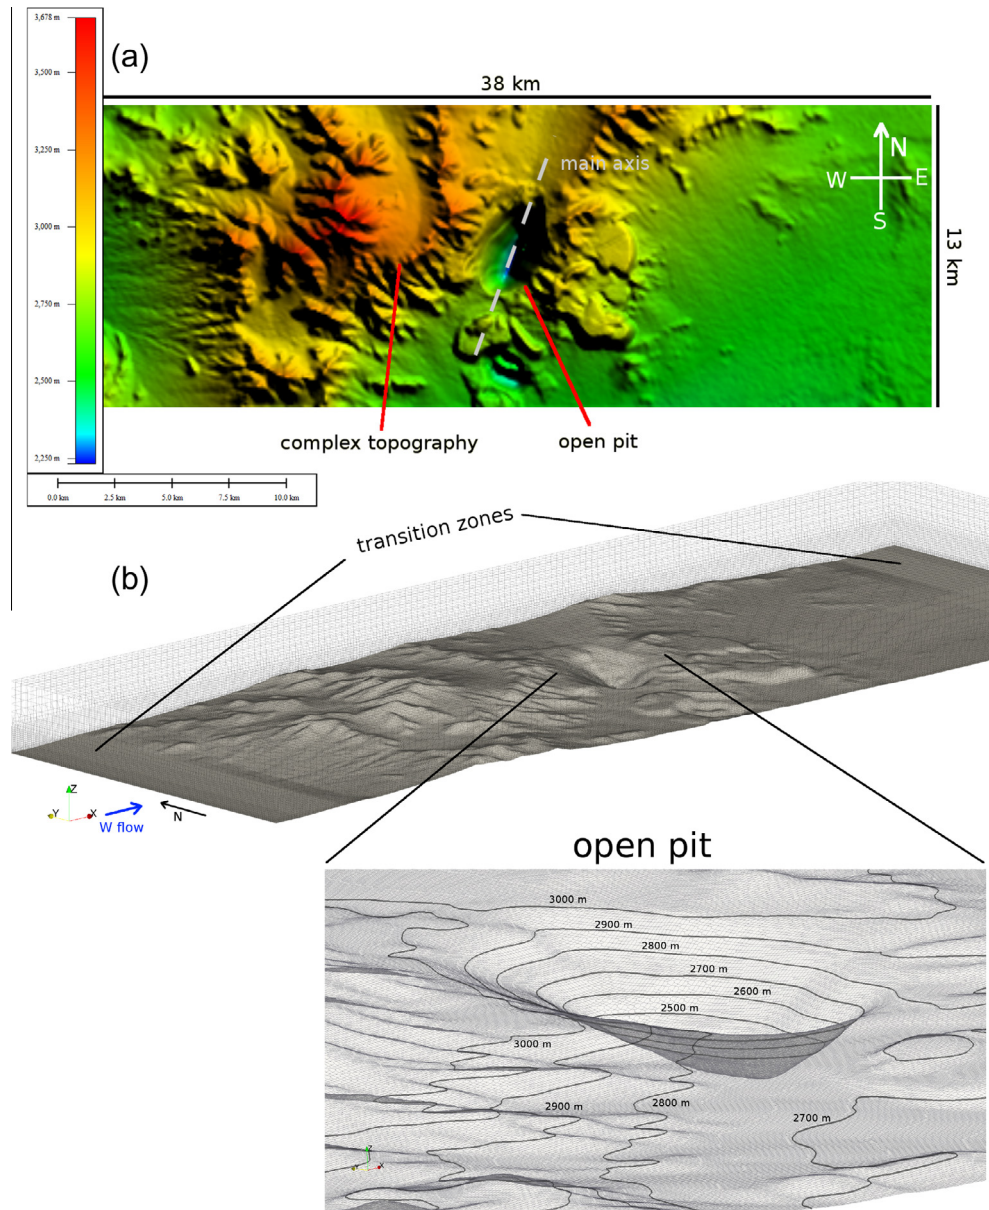 3,678 m
3,500 m
3,250 m
3,000 m
2,750 m
2,500 m
2,250 m
(a)
38 km
main axis
N
W E
S
13 km
complex topography
open pit
0.0 km 2.5 km 5.0 km 7.5 km 10.0 km
transition zones
(b)
Z
Y X
W flow
N
open pit
3000 m
2900 m
2800 m
2700 m
2600 m
2500 m
3000 m
2900 m
2800 m
2700 m
Z
Y X